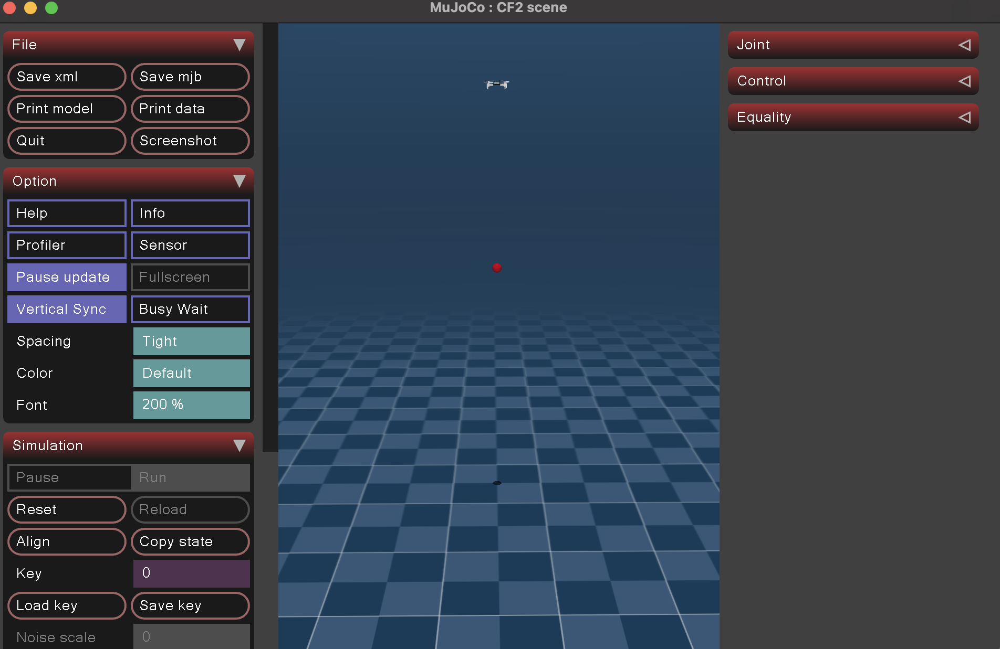 MuJoCo : CF2 scene
File
Save xml
Save mjb
Print model
Print data
Quit
Screenshot
Option
Help
Info
Profiler
Sensor
Pause update
Fullscreen
Vertical Sync
Busy Wait
Spacing
Tight
Color
Default
Font
200 %
Simulation
Pause
Run
Reset
Reload
Align
Copy state
Key
0
Load key
Save key
Noise scale
0
Joint
Control
Equality